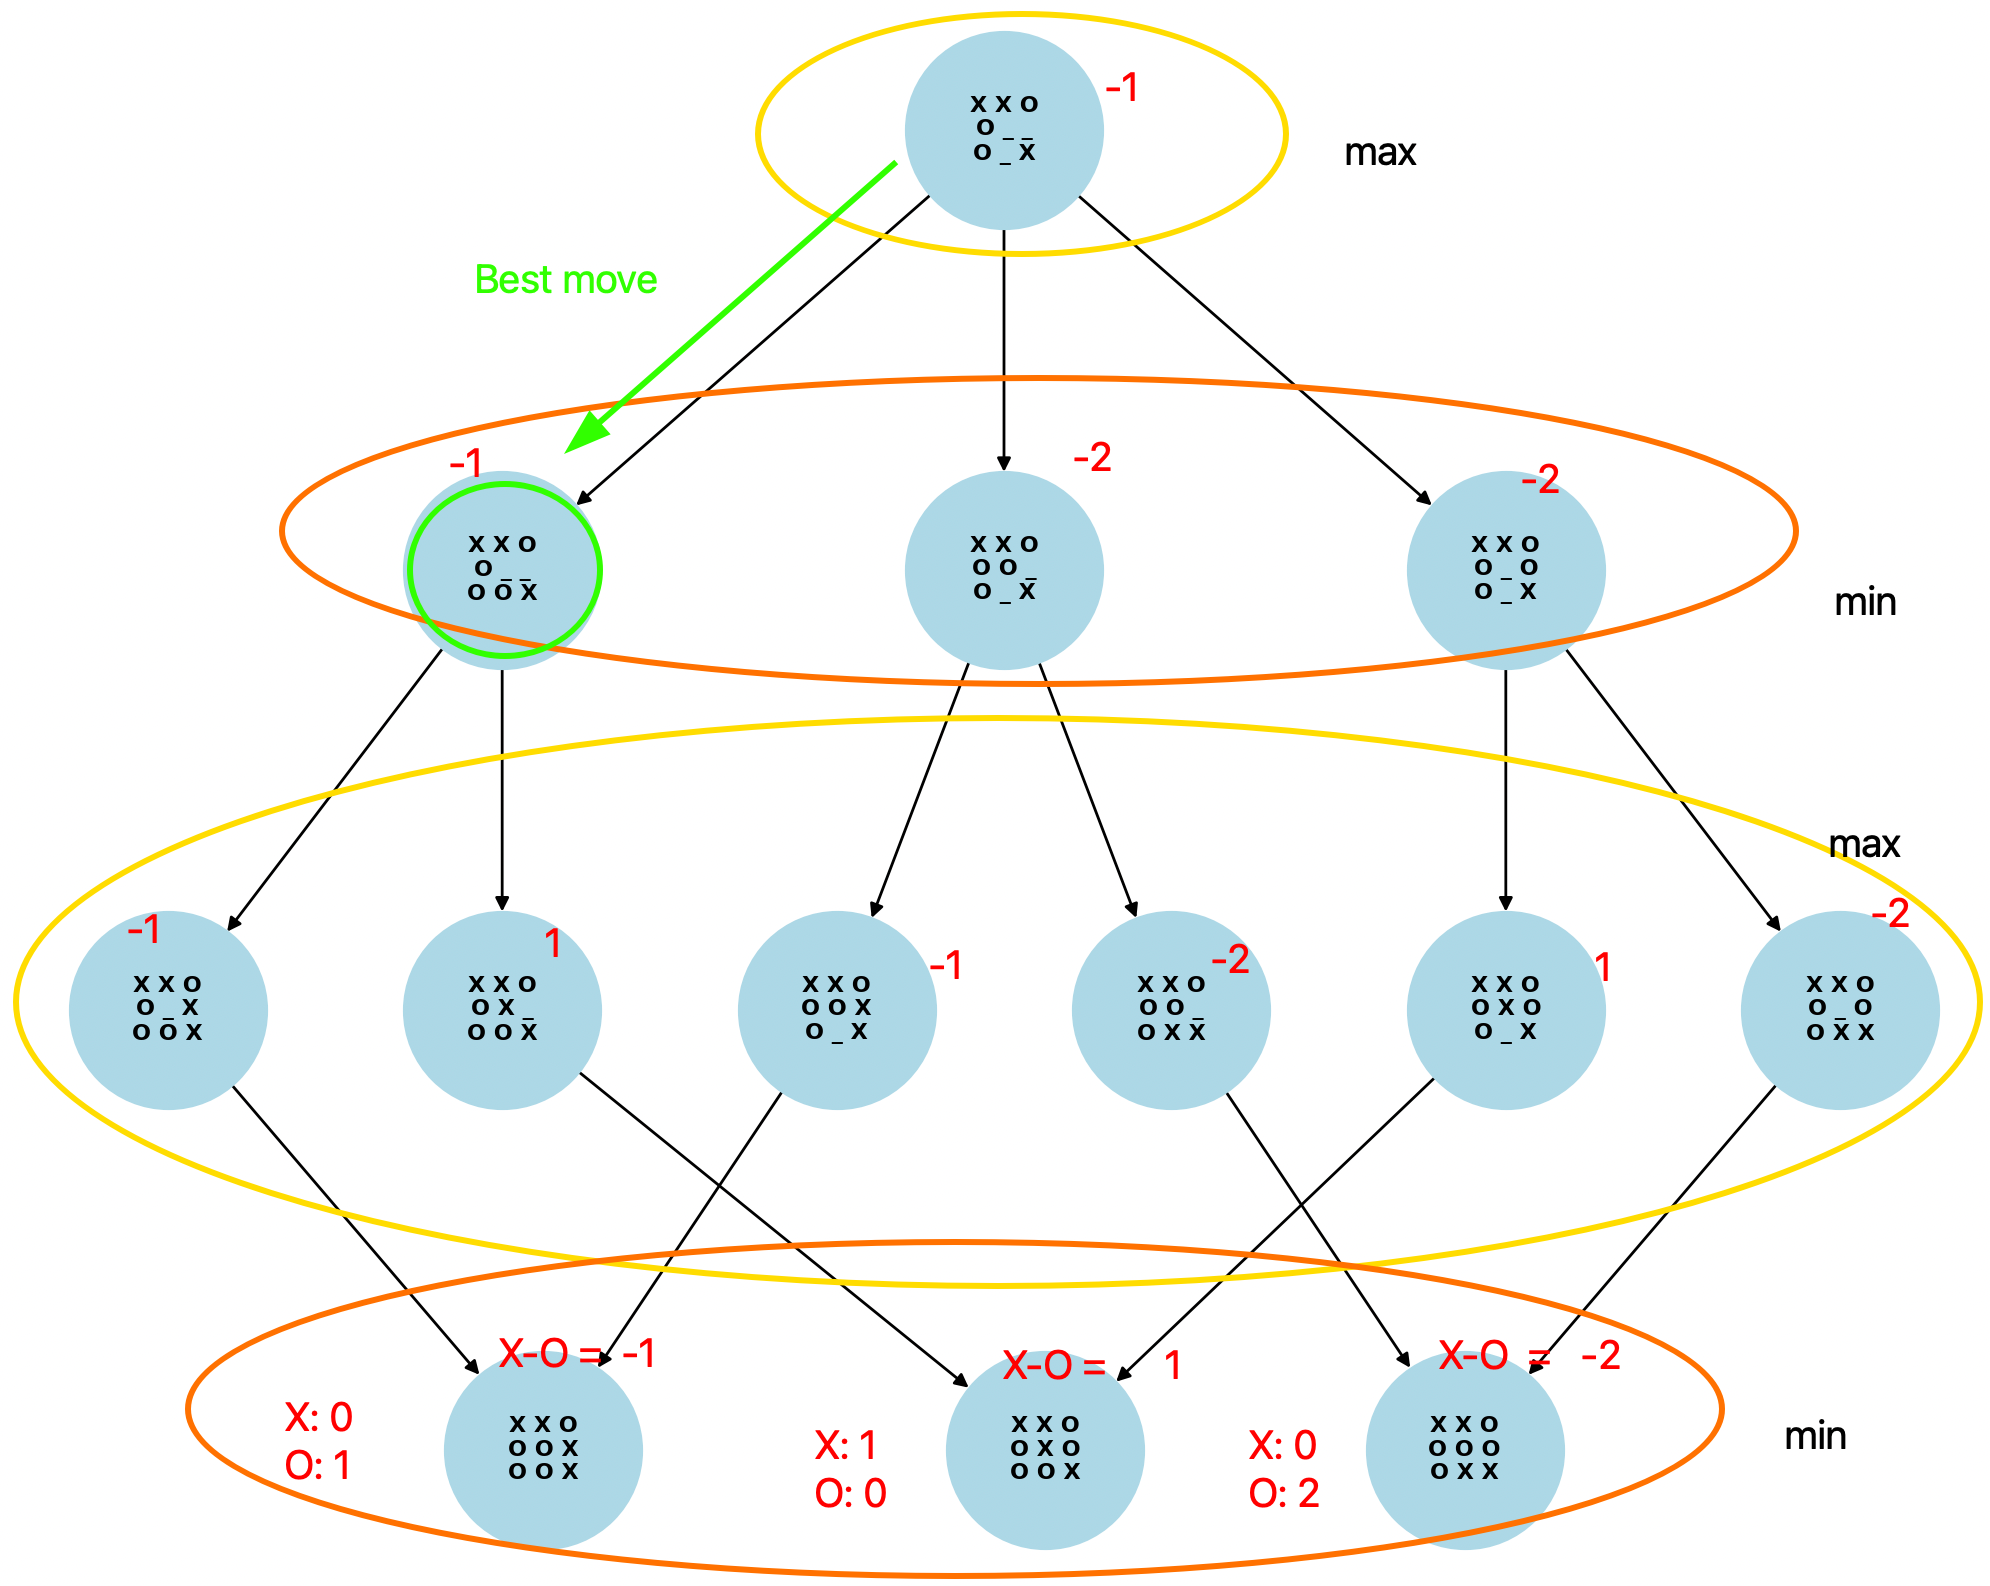 -1
x x o
o _ _
o _ x
max
Best move
-1
x x o
o _ _
o o x
-2
x x o
o o _
o _ x
-2
x x o
o _ o
o _ x
min
max
-1
x x o
o _ x
o o x
1
x x o
o x _
o o x
-1
x x o
o o x
o _ x
-2
x x o
o o _
o x x
1
x x o
o x o
o _ x
-2
x x o
o _ o
o x x
X-O = -1
X: 0
O: 1
x x o
o o x
o o x
X-O = 1
X: 1
O: 0
x x o
o x o
o o x
X-O = -2
X: 0
O: 2
x x o
o o o
o x x
min